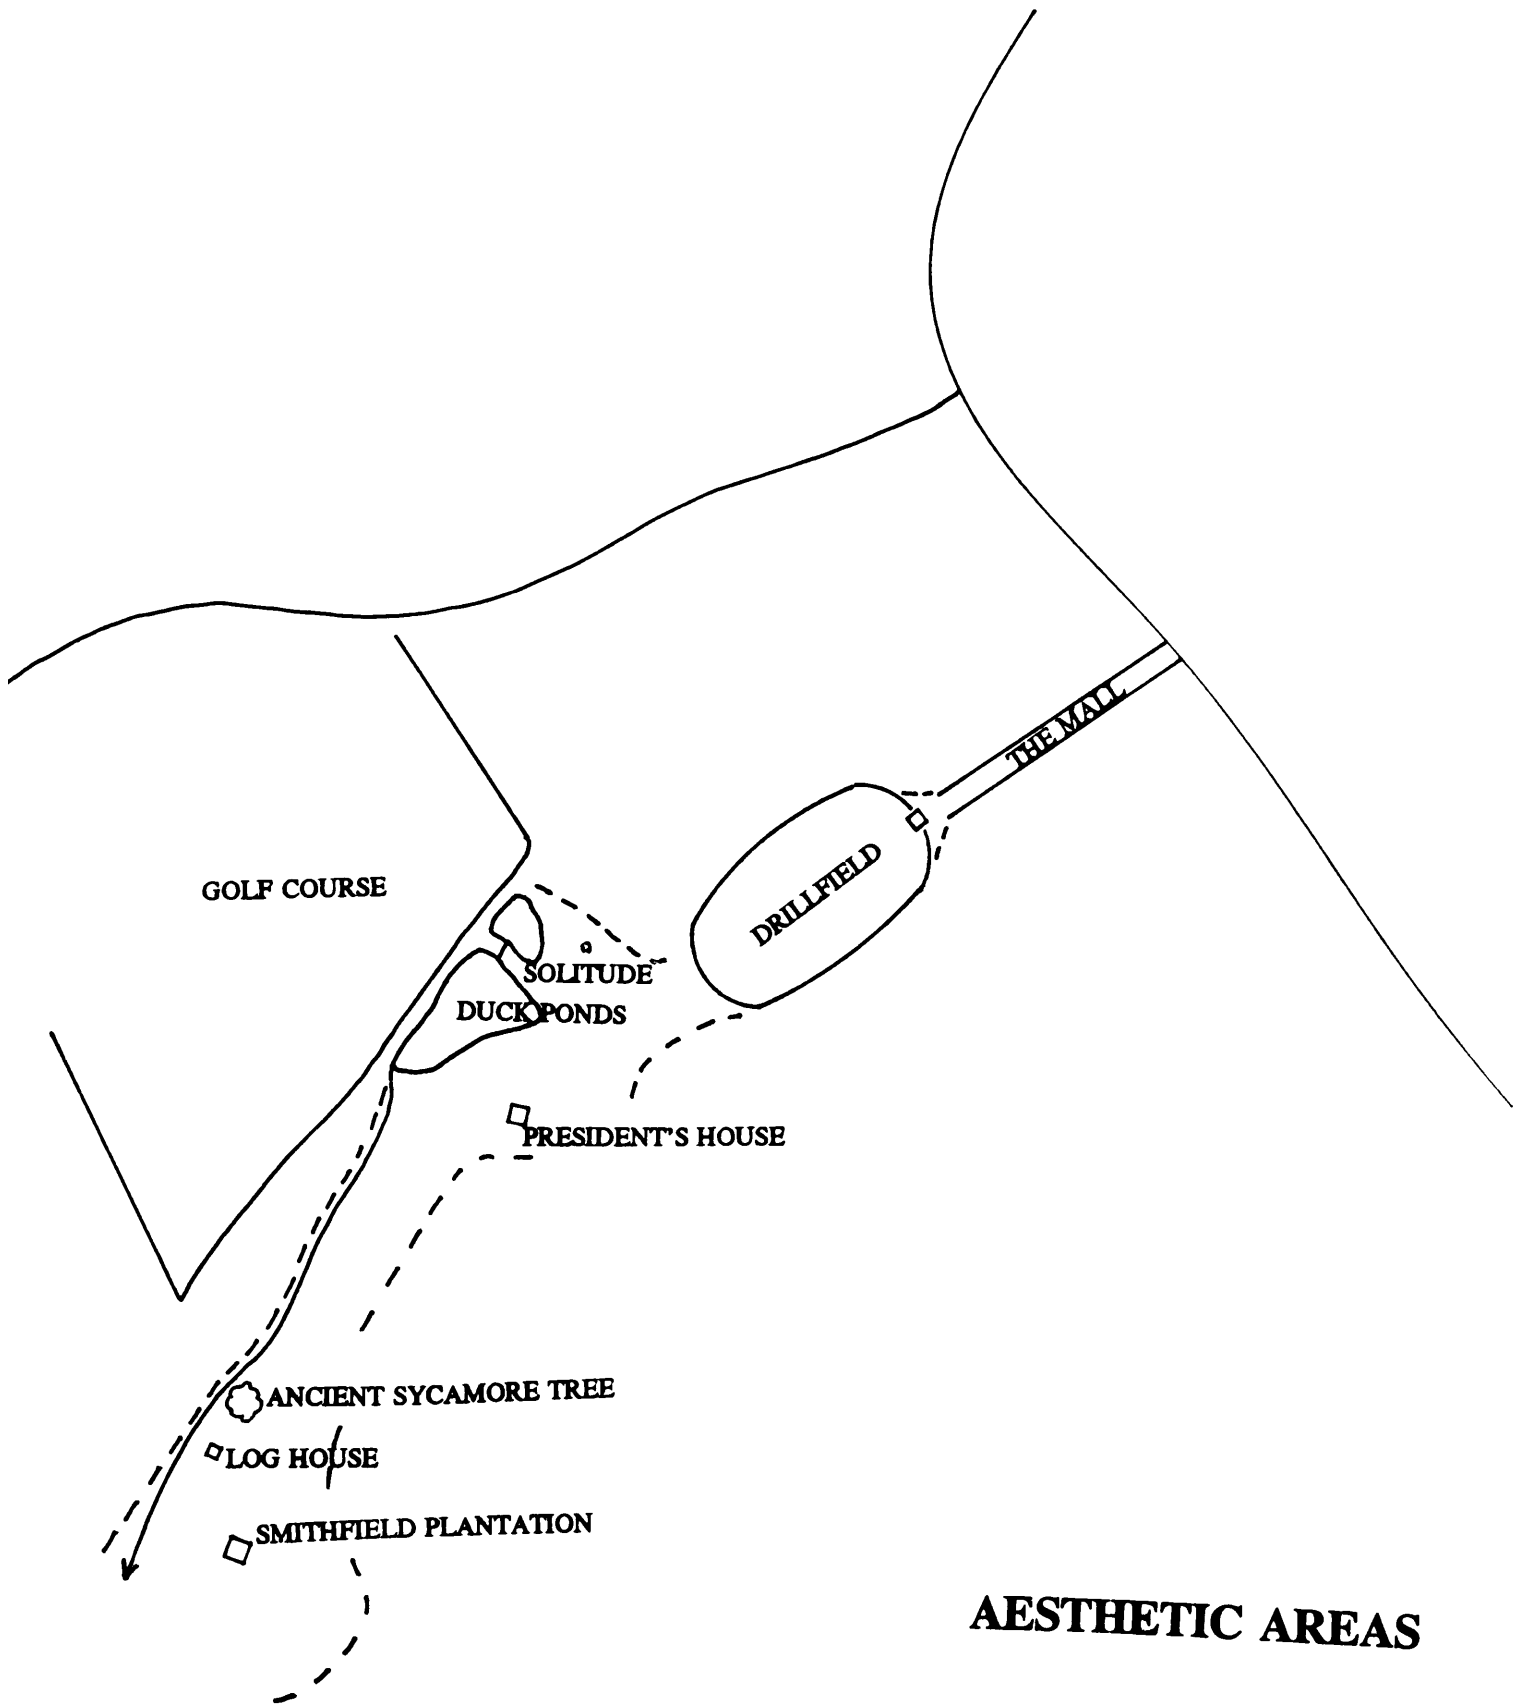 THE MALL
DRILLFIELD
GOLF COURSE
SOLITUDE
DUCK PONDS
PRESIDENT'S HOUSE
ANCIENT SYCAMORE TREE
LOG HOUSE
SMITHFIELD PLANTATION
AESTHETIC AREAS